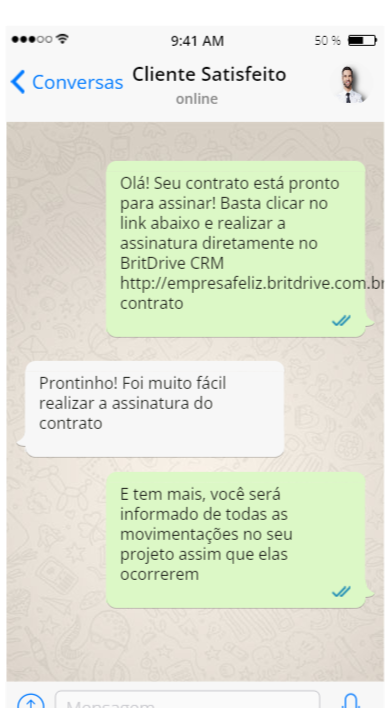 9:41 AM
50 %
Conversas
Cliente Satisfeito
online
Olá! Seu contrato está pronto
para assinar! Basta clicar no
link abaixo e realizar a
assinatura diretamente no
BritDrive CRM
http://empresafeliz.britdrive.com.br
contrato
Prontinho! Foi muito fácil
realizar a assinatura do
contrato
E tem mais, você será
informado de todas as
movimentações no seu
projeto assim que elas
ocorrerem
Mensagem